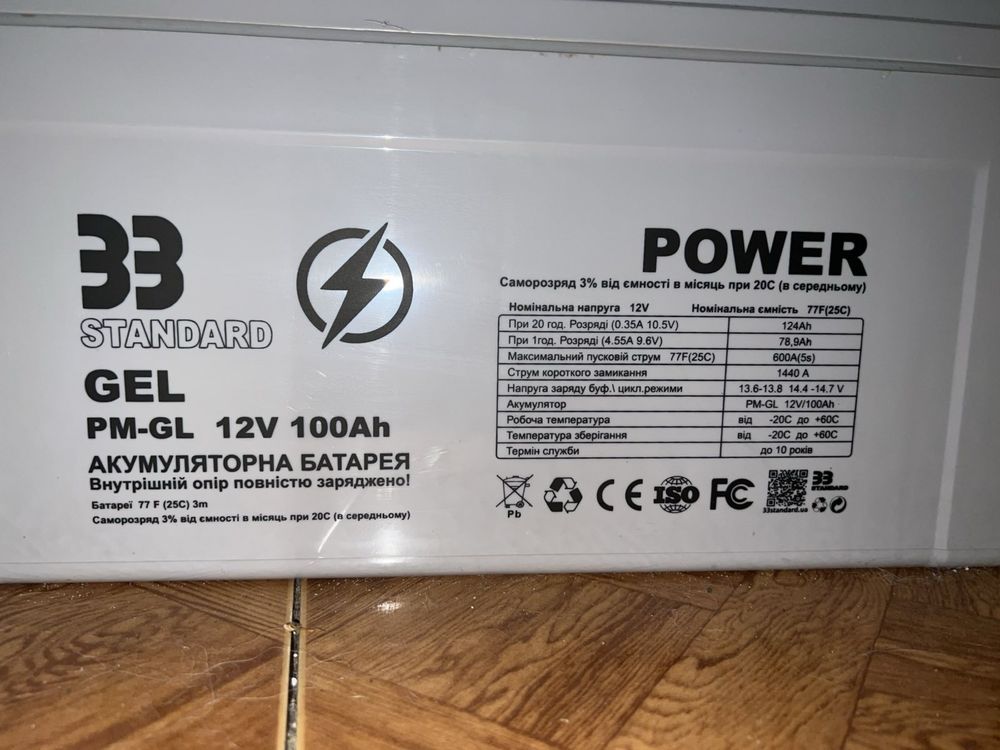 33
STANDARD
GEL
PM-GL 12V 100Ah
АКУМУЛЯТОРНА БАТАРЕЯ
Внутрішній опір повністю заряджено!
Батареї 77 F (25C) 3m
Саморозряд 3% від ємності в місяць при 20С (в середньому)
POWER
Саморозряд 3% від ємності в місяць при 20С (в середньому)
Номінальна напруга 12V Номінальна ємність 77F(25C)
При 20 год. Розряді (0.35A 10.5V) 124Ah
При 1год. Розряді (4.55A 9.6V) 78,9Ah
Максимальний пусковій струм 77F(25C) 600A(5s)
Струм короткого замикання 1440 A
Напруга заряду буф.\ цикл.режими 13.6-13.8 14.4 -14.7 V
Акумулятор PM-GL 12V/100Ah
Робоча температура від -20С до +60С
Температура зберігання від -20С до +60С
Термін служби до 10 років
Pb CE ISO FC 33 STANDARD
33standard.ua